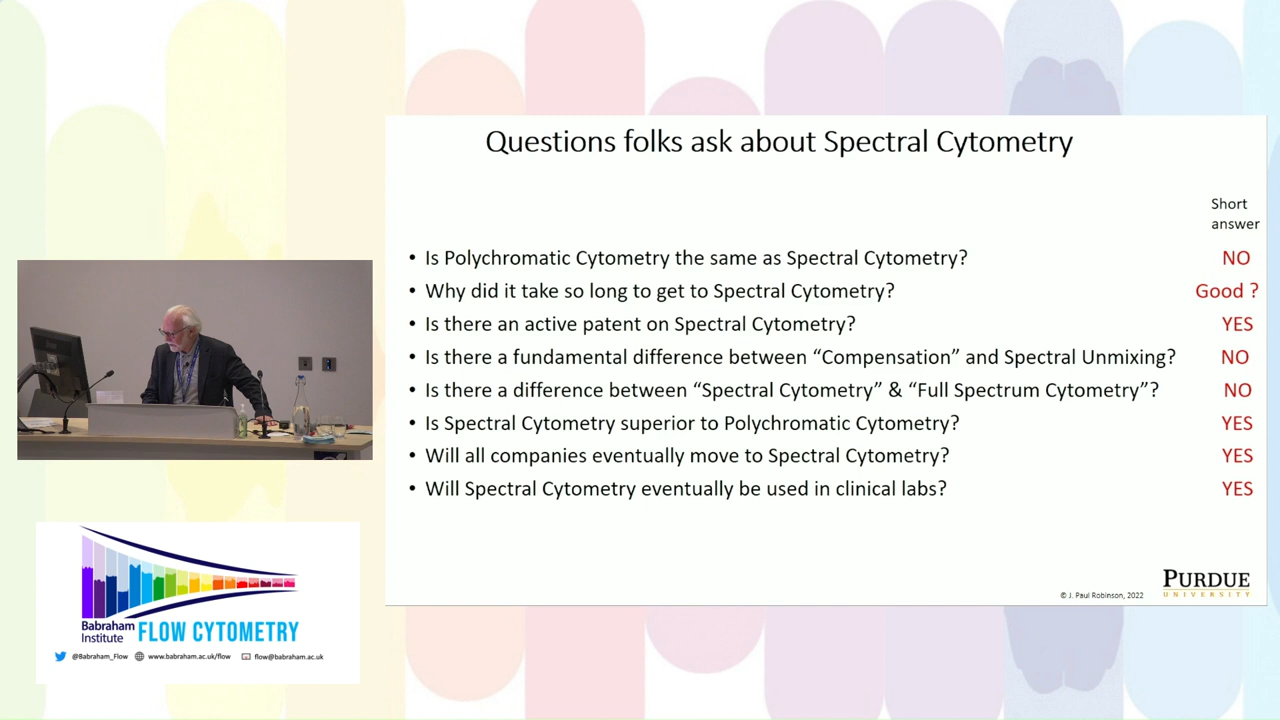 Questions folks ask about Spectral Cytometry
Short
answer
• Is Polychromatic Cytometry the same as Spectral Cytometry? NO
• Why did it take so long to get to Spectral Cytometry? Good ?
• Is there an active patent on Spectral Cytometry? YES
• Is there a fundamental difference between “Compensation” and Spectral Unmixing? NO
• Is there a difference between “Spectral Cytometry” & “Full Spectrum Cytometry”? NO
• Is Spectral Cytometry superior to Polychromatic Cytometry? YES
• Will all companies eventually move to Spectral Cytometry? YES
• Will Spectral Cytometry eventually be used in clinical labs? YES
© J. Paul Robinson, 2022
PURDUE
UNIVERSITY
Babraham
Institute
FLOW CYTOMETRY
@Babraham_Flow www.babraham.ac.uk/flow flow@babraham.ac.uk